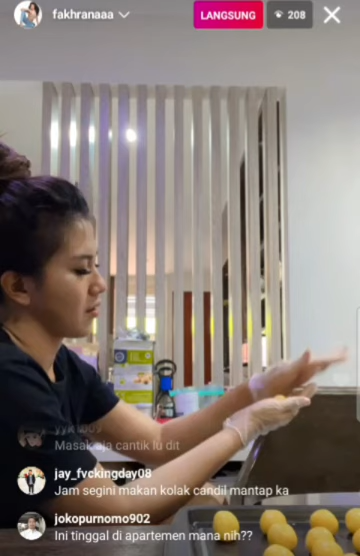 fakhranaaa
LANGSUNG
208
Masak aja cantik lu dit
jay_fvckingday08
Jam segini makan kolak candil mantap ka
jokopurnomo902
Ini tinggal di apartemen mana nih??